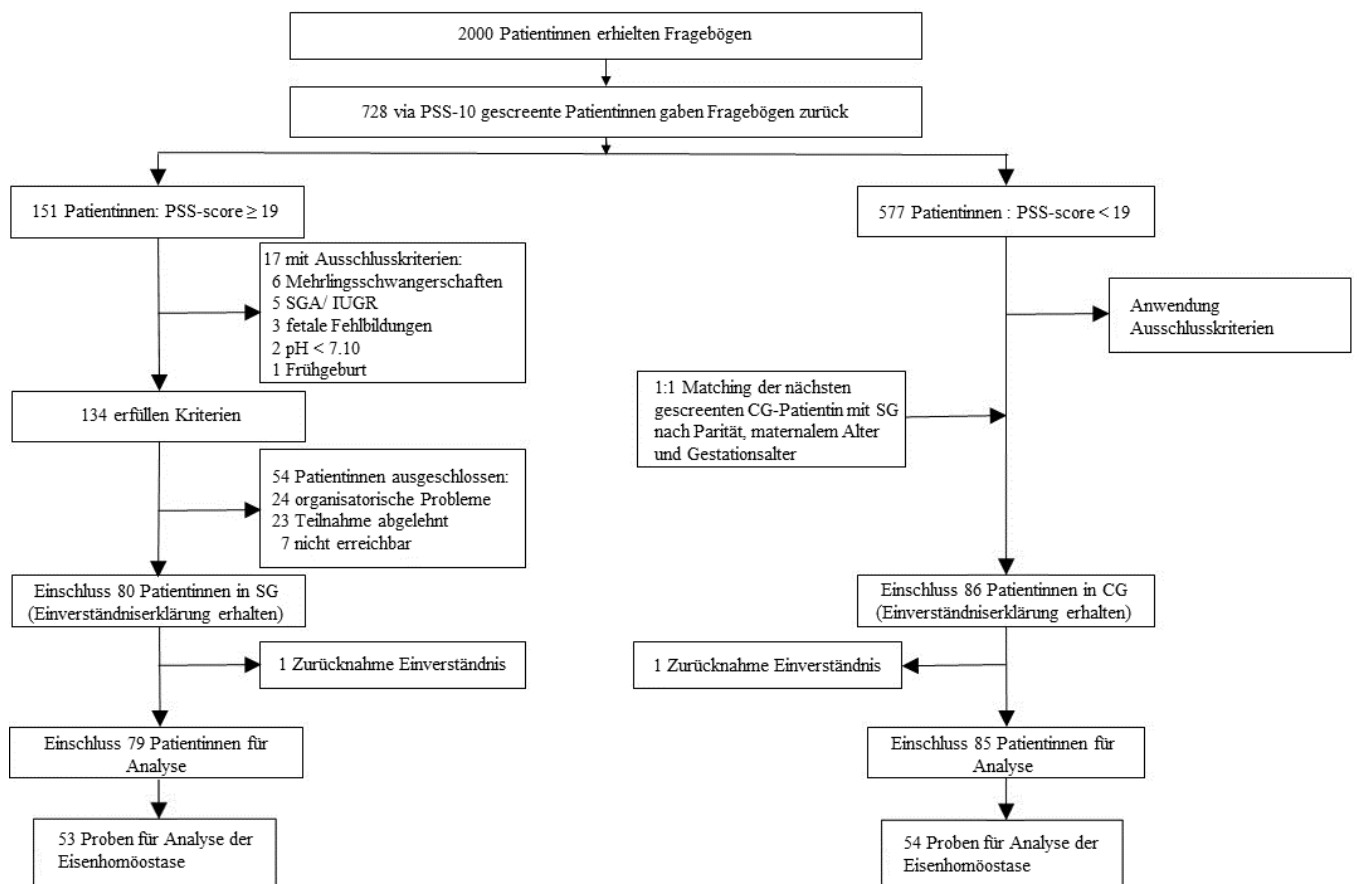 2000 Patientinnen erhielten Fragebögen
728 via PSS-10 gescreente Patientinnen gaben Fragebögen zurück
151 Patientinnen: PSS-score ≥ 19
17 mit Ausschlusskriterien:
6 Mehrlingsschwangerschaften
5 SGA/ IUGR
3 fetale Fehlbildungen
2 pH < 7.10
1 Frühgeburt
134 erfüllen Kriterien
54 Patientinnen ausgeschlossen:
24 organisatorische Probleme
23 Teilnahme abgelehnt
7 nicht erreichbar
Einschluss 80 Patientinnen in SG
(Einverständniserklärung erhalten)
1 Zurücknahme Einverständnis
Einschluss 79 Patientinnen für
Analyse
53 Proben für Analyse der
Eisenhomöostase
577 Patientinnen : PSS-score < 19
Anwendung
Ausschlusskriterien
1:1 Matching der nächsten
gescreenten CG-Patientin mit SG
nach Parität, maternalem Alter
und Gestationsalter
Einschluss 86 Patientinnen in CG
(Einverständniserklärung erhalten)
1 Zurücknahme Einverständnis
Einschluss 85 Patientinnen für
Analyse
54 Proben für Analyse der
Eisenhomöostase